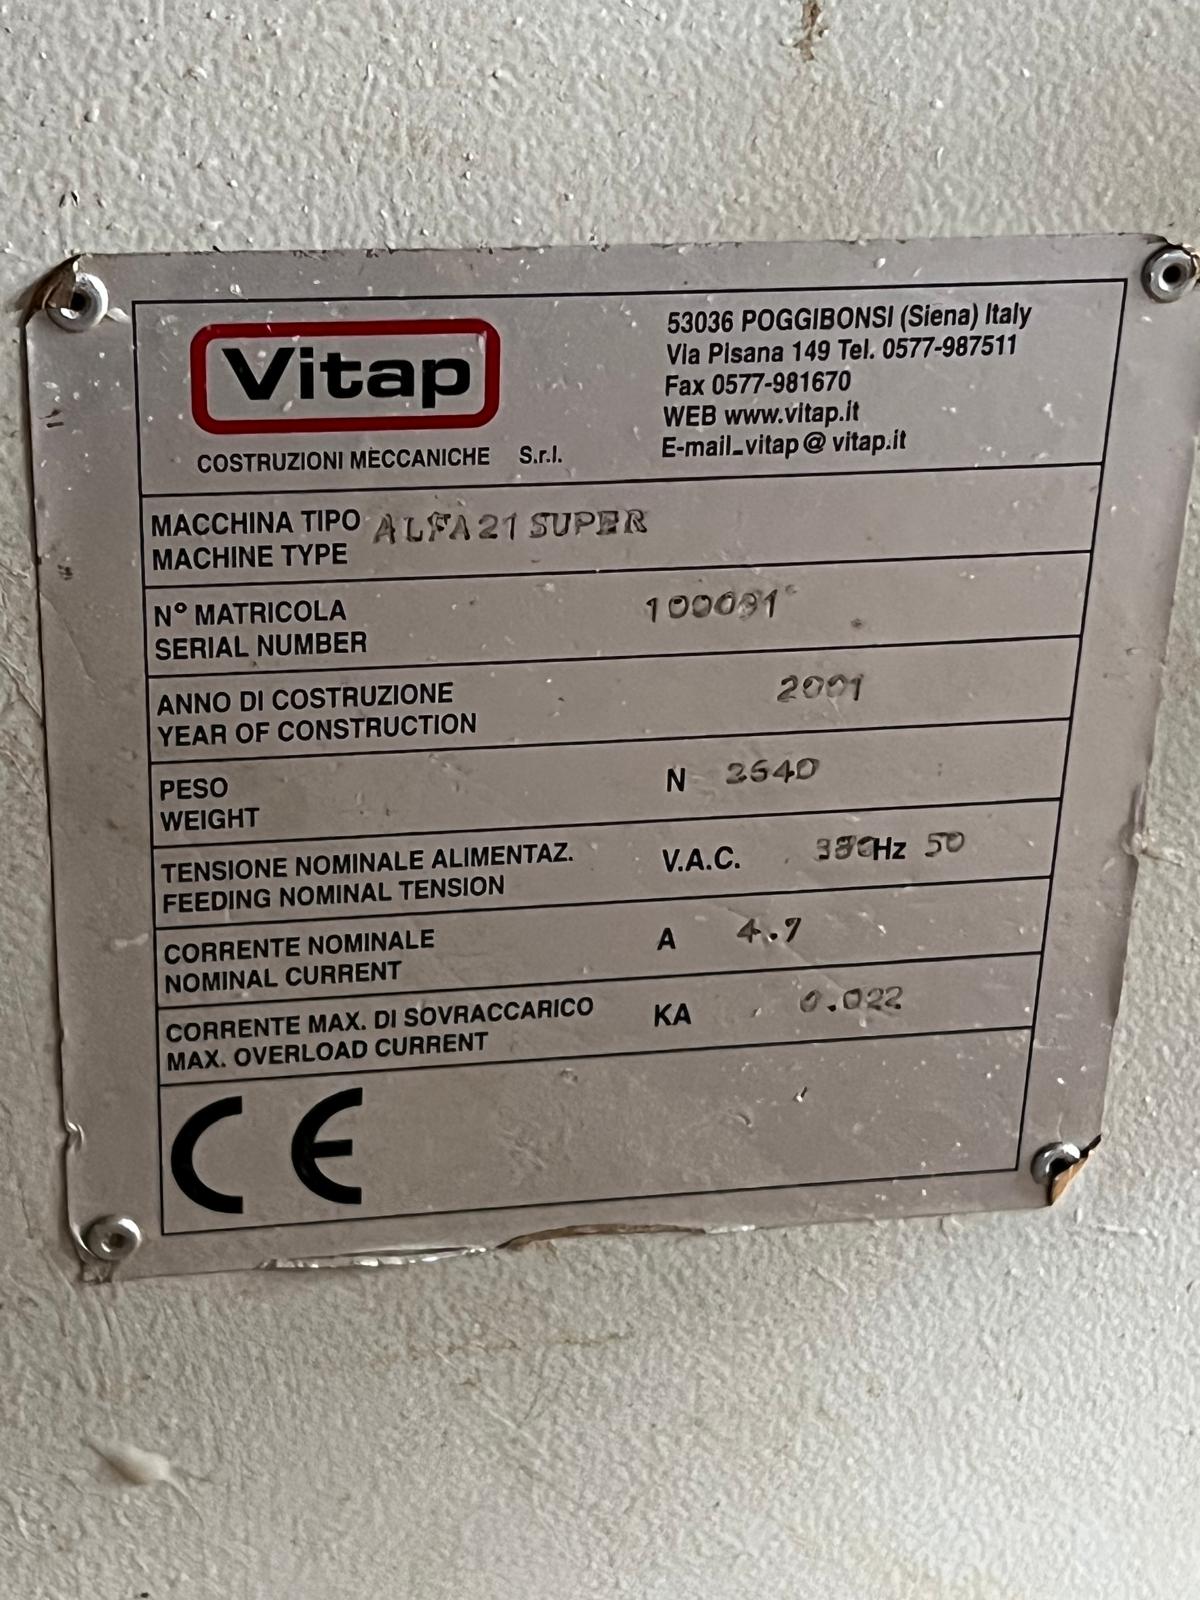 Vitap
COSTRUZIONI MECCANICHE S.r.l.
53036 POGGIBONSI (Siena) Italy
Via Pisana 149 Tel. 0577-987511
Fax 0577-981670
WEB www.vitap.it
E-mail_vitap@vitap.it
MACCHINA TIPO ALFA21 SUPER
MACHINE TYPE
N° MATRICOLA 100091
SERIAL NUMBER
ANNO DI COSTRUZIONE 2001
YEAR OF CONSTRUCTION
PESO N
WEIGHT
TENSIONE NOMINALE ALIMENTAZ. V.A.C. 380 Hz 50
FEEDING NOMINAL TENSION
CORRENTE NOMINALE A 4.7
NOMINAL CURRENT
CORRENTE MAX. DI SOVRACCARICO KA 0.022
MAX. OVERLOAD CURRENT
CE